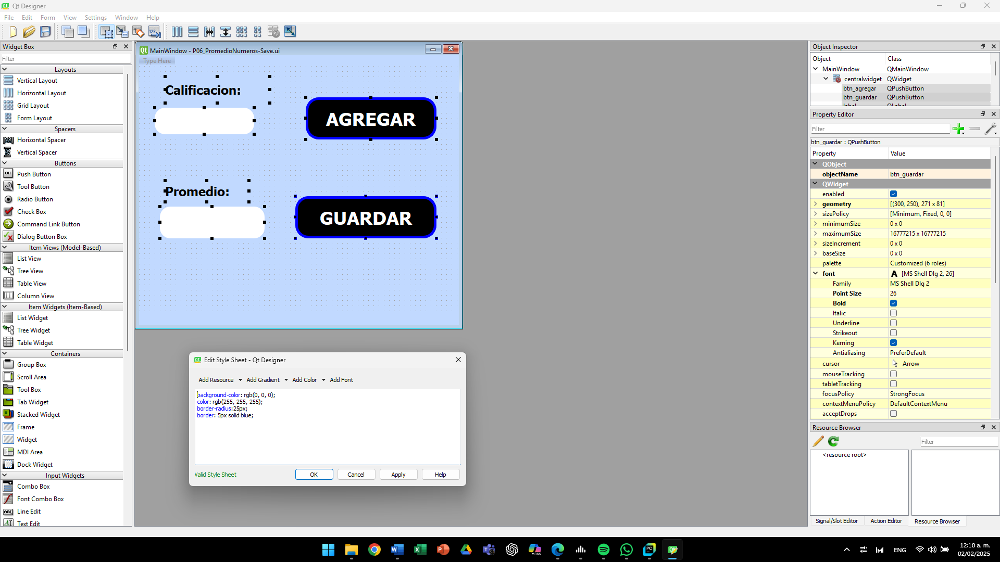 Qt Designer
File Edit Form View Settings Window Help
Widget Box
Filter
Layouts
Vertical Layout
Horizontal Layout
Grid Layout
Form Layout
Spacers
Horizontal Spacer
Vertical Spacer
Buttons
Push Button
Tool Button
Radio Button
Check Box
Command Link Button
Dialog Button Box
Item Views (Model-Based)
List View
Tree View
Table View
Column View
Item Widgets (Item-Based)
List Widget
Tree Widget
Table Widget
Containers
Group Box
Scroll Area
Tool Box
Tab Widget
Stacked Widget
Frame
Widget
MDI Area
Dock Widget
Input Widgets
Combo Box
Font Combo Box
Line Edit
Text Edit
MainWindow - P06_PromedioNumeros-Save.ui
Type Here
Calificacion:
AGREGAR
Promedio:
GUARDAR
Edit Style Sheet - Qt Designer
Add Resource Add Gradient Add Color Add Font
background-color: rgb(0, 0, 0);
color: rgb(255, 255, 255);
border-radius:25px;
border: 5px solid blue;
Valid Style Sheet
OK Cancel Apply Help
Object Inspector
Object Class
MainWindow QMainWindow
centralwidget QWidget
btn_agregar QPushButton
btn_guardar QPushButton
label QLabel
Property Editor
Filter
btn_guardar : QPushButton
Property Value
QObject
objectName btn_guardar
QWidget
enabled
geometry [(300, 250), 271 x 81]
sizePolicy [Minimum, Fixed, 0, 0]
minimumSize 0 x 0
maximumSize 16777215 x 16777215
sizeIncrement 0 x 0
baseSize 0 x 0
palette Customized (6 roles)
font A [MS Shell Dlg 2, 26]
Family MS Shell Dlg 2
Point Size 26
Bold
Italic
Underline
Strikeout
Kerning
Antialiasing PreferDefault
cursor Arrow
mouseTracking
tabletTracking
focusPolicy StrongFocus
contextMenuPolicy DefaultContextMenu
acceptDrops
Resource Browser
Filter
<resource root>
Signal/Slot Editor Action Editor Resource Browser
ENG
12:10 a. m.
02/02/2025